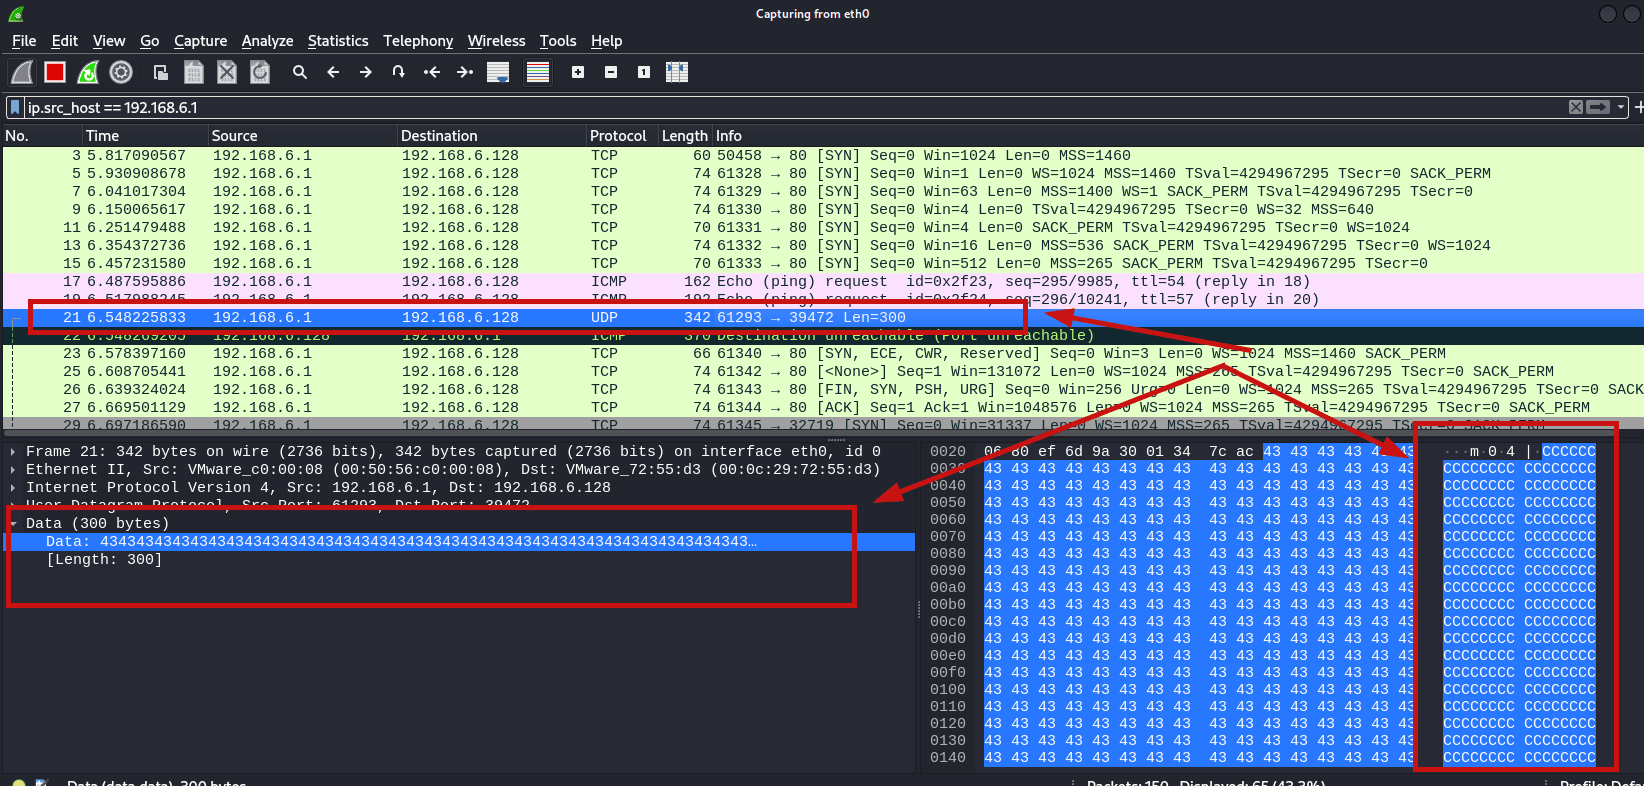 Capturing from eth0
File Edit View Go Capture Analyze Statistics Telephony Wireless Tools Help
ip.src_host == 192.168.6.1
No. Time Source Destination Protocol Length Info
3 5.817090567 192.168.6.1 192.168.6.128 TCP 60 50458 → 80 [SYN] Seq=0 Win=1024 Len=0 MSS=1460
5 5.930908678 192.168.6.1 192.168.6.128 TCP 74 61328 → 80 [SYN] Seq=0 Win=1 Len=0 WS=1024 MSS=1460 TSval=4294967295 TSecr=0 SACK_PERM
7 6.041017304 192.168.6.1 192.168.6.128 TCP 74 61329 → 80 [SYN] Seq=0 Win=63 Len=0 MSS=1400 WS=1 SACK_PERM TSval=4294967295 TSecr=0
9 6.150065617 192.168.6.1 192.168.6.128 TCP 74 61330 → 80 [SYN] Seq=0 Win=4 Len=0 TSval=4294967295 TSecr=0 WS=32 MSS=640
11 6.251479488 192.168.6.1 192.168.6.128 TCP 70 61331 → 80 [SYN] Seq=0 Win=4 Len=0 SACK_PERM TSval=4294967295 TSecr=0 WS=1024
13 6.354372736 192.168.6.1 192.168.6.128 TCP 74 61332 → 80 [SYN] Seq=0 Win=16 Len=0 MSS=536 SACK_PERM TSval=4294967295 TSecr=0 WS=1024
15 6.457231580 192.168.6.1 192.168.6.128 TCP 70 61333 → 80 [SYN] Seq=0 Win=512 Len=0 MSS=265 SACK_PERM TSval=4294967295 TSecr=0
17 6.487595886 192.168.6.1 192.168.6.128 ICMP 162 Echo (ping) request id=0x2f23, seq=295/9985, ttl=54 (reply in 18)
19 6.517988245 192.168.6.1 192.168.6.128 ICMP 192 Echo (ping) request id=0x2f24, seq=296/10241, ttl=57 (reply in 20)
21 6.548225833 192.168.6.1 192.168.6.128 UDP 342 61293 → 39472 Len=300
22 6.548269205 192.168.6.128 192.168.6.1 ICMP 370 Destination unreachable (Port unreachable)
23 6.578397160 192.168.6.1 192.168.6.128 TCP 66 61340 → 80 [SYN, ECE, CWR, Reserved] Seq=0 Win=3 Len=0 WS=1024 MSS=1460 SACK_PERM
25 6.608705441 192.168.6.1 192.168.6.128 TCP 74 61342 → 80 [<None>] Seq=1 Win=131072 Len=0 WS=1024 MSS=265 TSval=4294967295 TSecr=0 SACK_PERM
26 6.639324024 192.168.6.1 192.168.6.128 TCP 74 61343 → 80 [FIN, SYN, PSH, URG] Seq=0 Win=256 Urg=0 Len=0 WS=1024 MSS=265 TSval=4294967295 TSecr=0 SACK
27 6.669501129 192.168.6.1 192.168.6.128 TCP 74 61344 → 80 [ACK] Seq=1 Ack=1 Win=1048576 Len=0 WS=1024 MSS=265 TSval=4294967295 TSecr=0 SACK_PERM
29 6.697186590 192.168.6.1 192.168.6.128 TCP 74 61345 → 32719 [SYN] Seq=0 Win=31337 Len=0 WS=1024 MSS=265 TSval=4294967295 TSecr=0 SACK_PERM
Frame 21: 342 bytes on wire (2736 bits), 342 bytes captured (2736 bits) on interface eth0, id 0
Ethernet II, Src: VMware_c0:00:08 (00:50:56:c0:00:08), Dst: VMware_72:55:d3 (00:0c:29:72:55:d3)
Internet Protocol Version 4, Src: 192.168.6.1, Dst: 192.168.6.128
User Datagram Protocol, Src Port: 61293, Dst Port: 39472
Data (300 bytes)
Data: 434343434343434343434343434343434343434343434343434343434343434343434343…
[Length: 300]
0020 06 80 ef 6d 9a 30 01 34 7c ac 43 43 43 43 43 43 ···m·0·4|·CCCCCC
0030 43 43 43 43 43 43 43 43 43 43 43 43 43 43 43 43 CCCCCCCC CCCCCCCC
0040 43 43 43 43 43 43 43 43 43 43 43 43 43 43 43 43 CCCCCCCC CCCCCCCC
0050 43 43 43 43 43 43 43 43 43 43 43 43 43 43 43 43 CCCCCCCC CCCCCCCC
0060 43 43 43 43 43 43 43 43 43 43 43 43 43 43 43 43 CCCCCCCC CCCCCCCC
0070 43 43 43 43 43 43 43 43 43 43 43 43 43 43 43 43 CCCCCCCC CCCCCCCC
0080 43 43 43 43 43 43 43 43 43 43 43 43 43 43 43 43 CCCCCCCC CCCCCCCC
0090 43 43 43 43 43 43 43 43 43 43 43 43 43 43 43 43 CCCCCCCC CCCCCCCC
00a0 43 43 43 43 43 43 43 43 43 43 43 43 43 43 43 43 CCCCCCCC CCCCCCCC
00b0 43 43 43 43 43 43 43 43 43 43 43 43 43 43 43 43 CCCCCCCC CCCCCCCC
00c0 43 43 43 43 43 43 43 43 43 43 43 43 43 43 43 43 CCCCCCCC CCCCCCCC
00d0 43 43 43 43 43 43 43 43 43 43 43 43 43 43 43 43 CCCCCCCC CCCCCCCC
00e0 43 43 43 43 43 43 43 43 43 43 43 43 43 43 43 43 CCCCCCCC CCCCCCCC
00f0 43 43 43 43 43 43 43 43 43 43 43 43 43 43 43 43 CCCCCCCC CCCCCCCC
0100 43 43 43 43 43 43 43 43 43 43 43 43 43 43 43 43 CCCCCCCC CCCCCCCC
0110 43 43 43 43 43 43 43 43 43 43 43 43 43 43 43 43 CCCCCCCC CCCCCCCC
0120 43 43 43 43 43 43 43 43 43 43 43 43 43 43 43 43 CCCCCCCC CCCCCCCC
0130 43 43 43 43 43 43 43 43 43 43 43 43 43 43 43 43 CCCCCCCC CCCCCCCC
0140 43 43 43 43 43 43 43 43 43 43 43 43 43 43 43 43 CCCCCCCC CCCCCCCC
Data (data.data), 300 bytes
Packets: 150 · Displayed: 65 (43.3%)
Profile: